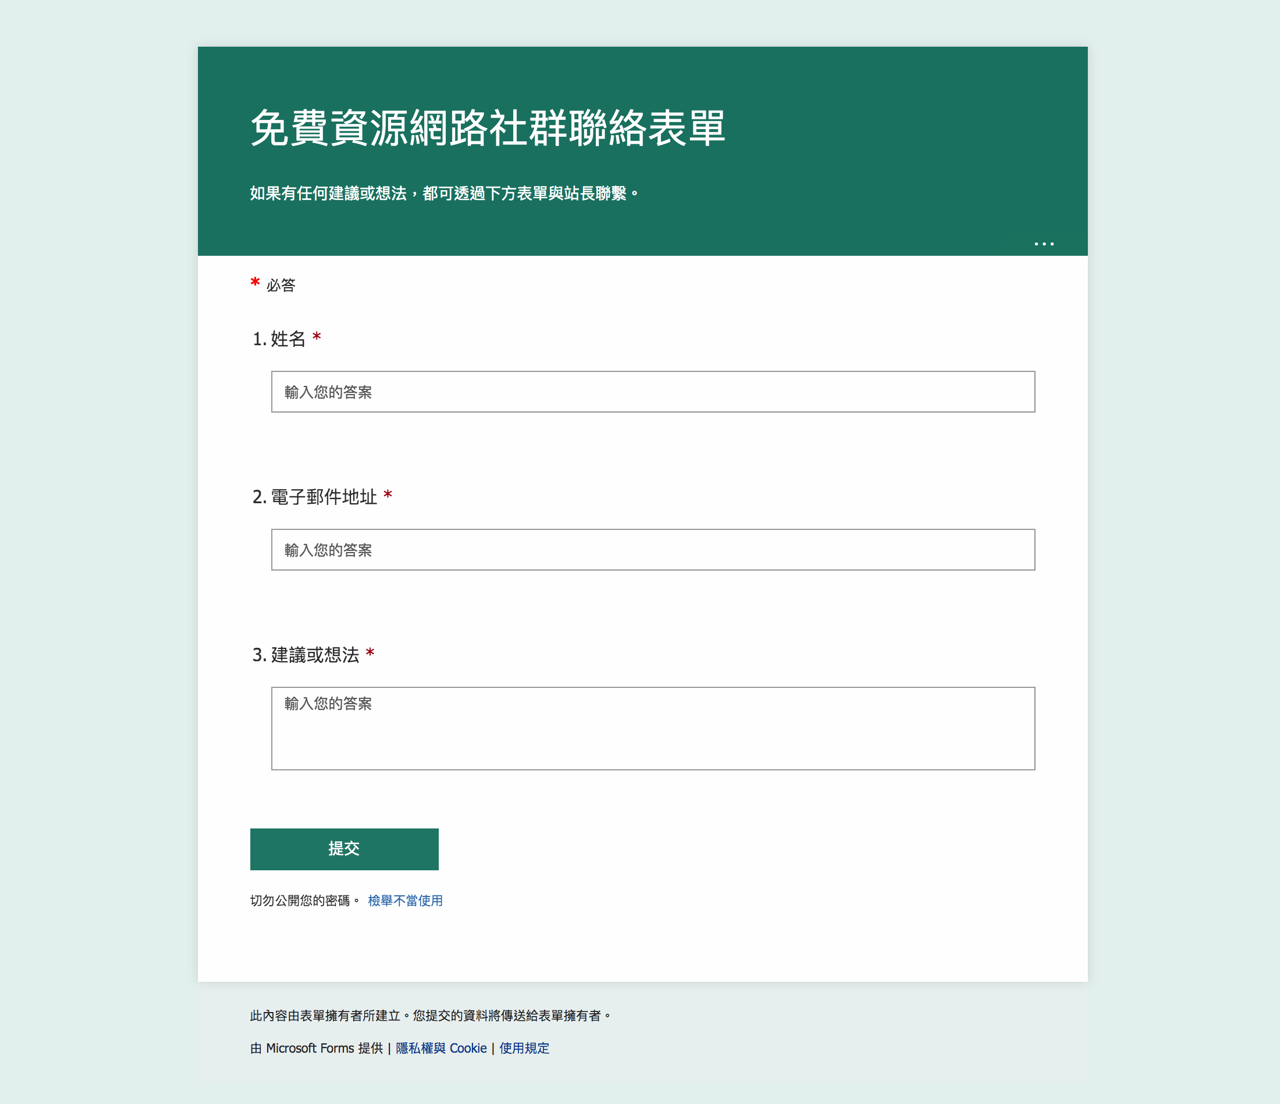 免費資源網路社群聯絡表單
如果有任何建議或想法，都可透過下方表單與站長聯繫。
...
* 必答
1. 姓名 *
輸入您的答案
2. 電子郵件地址 *
輸入您的答案
3. 建議或想法 *
輸入您的答案
提交
切勿公開您的密碼。 檢舉不當使用
此內容由表單擁有者所建立。您提交的資料將傳送給表單擁有者。
由 Microsoft Forms 提供 | 隱私權與 Cookie | 使用規定